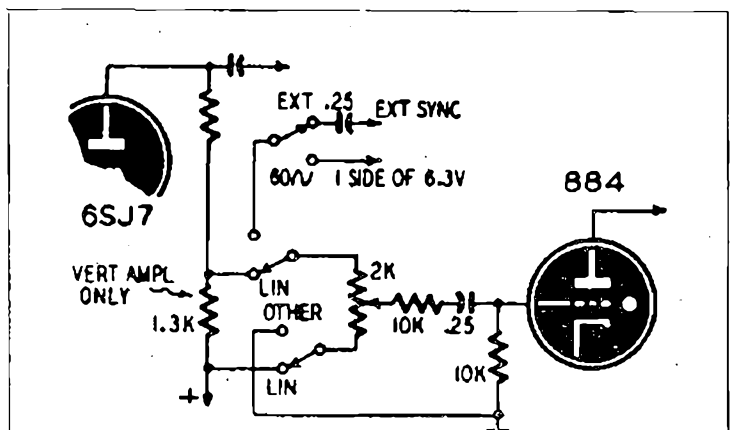 EXT .25 EXT SYNC
60∿ 1 SIDE OF 6.3V
884
6SJ7
VERT AMPL
ONLY
LIN
2K
OTHER
1.3K
10K .25
10K
LIN
+